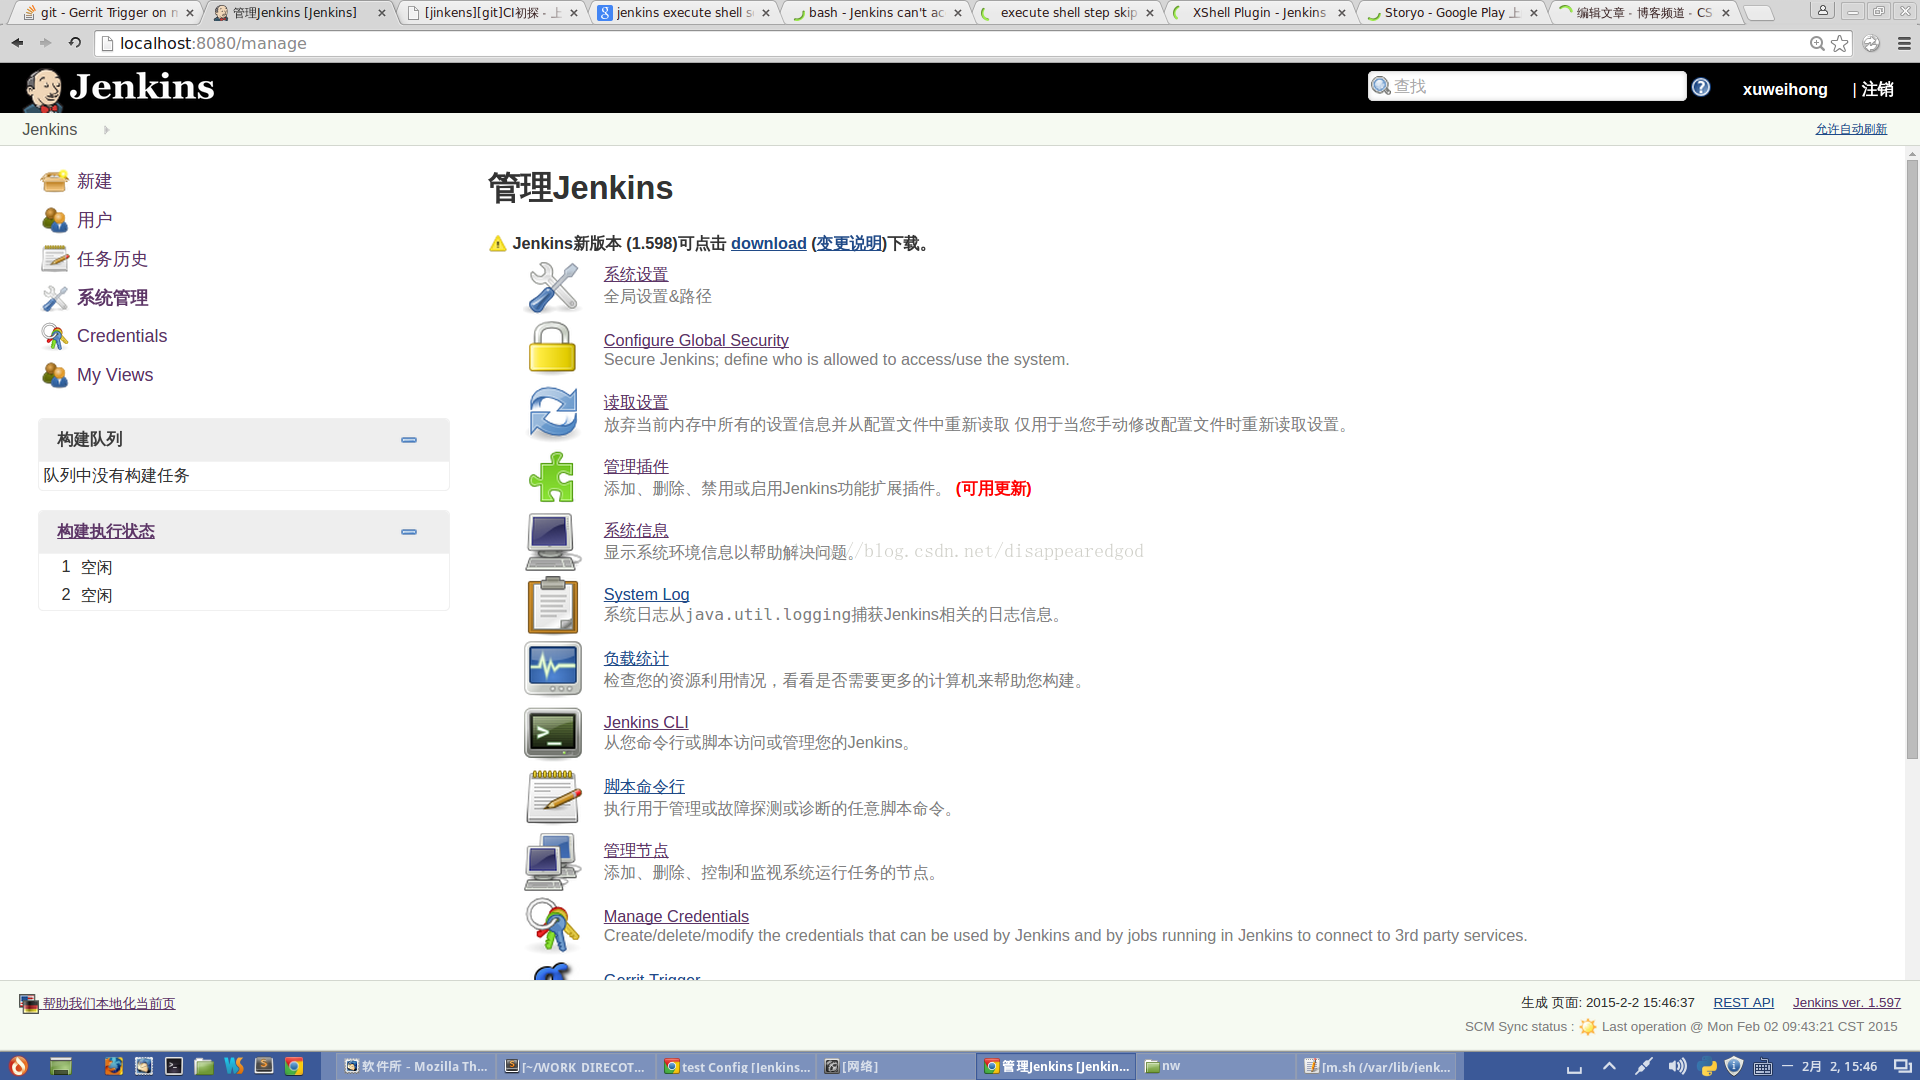 git - Gerrit Trigger on n
管理Jenkins [Jenkins]
[jinkens][git]CI初探 - 上
jenkins execute shell s
bash - Jenkins can't ac
execute shell step skip
XShell Plugin - Jenkins
Storyo - Google Play 上
编辑文章 - 博客频道 - CS
localhost:8080/manage
Jenkins
查找
xuweihong
| 注销
Jenkins
允许自动刷新
新建
用户
任务历史
系统管理
Credentials
My Views
构建队列
队列中没有构建任务
构建执行状态
1 空闲
2 空闲
管理Jenkins
Jenkins新版本 (1.598)可点击 download (变更说明)下载。
系统设置
全局设置&路径
Configure Global Security
Secure Jenkins; define who is allowed to access/use the system.
读取设置
放弃当前内存中所有的设置信息并从配置文件中重新读取 仅用于当您手动修改配置文件时重新读取设置。
管理插件
添加、删除、禁用或启用Jenkins功能扩展插件。 (可用更新)
系统信息
显示系统环境信息以帮助解决问题。
//blog.csdn.net/disappearedgod
System Log
系统日志从java.util.logging捕获Jenkins相关的日志信息。
负载统计
检查您的资源利用情况，看看是否需要更多的计算机来帮助您构建。
Jenkins CLI
从您命令行或脚本访问或管理您的Jenkins。
脚本命令行
执行用于管理或故障探测或诊断的任意脚本命令。
管理节点
添加、删除、控制和监视系统运行任务的节点。
Manage Credentials
Create/delete/modify the credentials that can be used by Jenkins and by jobs running in Jenkins to connect to 3rd party services.
Gerrit Trigger
帮助我们本地化当前页
生成 页面: 2015-2-2 15:46:37 REST API Jenkins ver. 1.597
SCM Sync status : Last operation @ Mon Feb 02 09:43:21 CST 2015
软件所 - Mozilla Th...
[~/WORK_DIRECOT...
test Config [Jenkins...
[网络]
管理Jenkins [Jenkin...
nw
[m.sh (/var/lib/jenk...
2月 2, 15:46